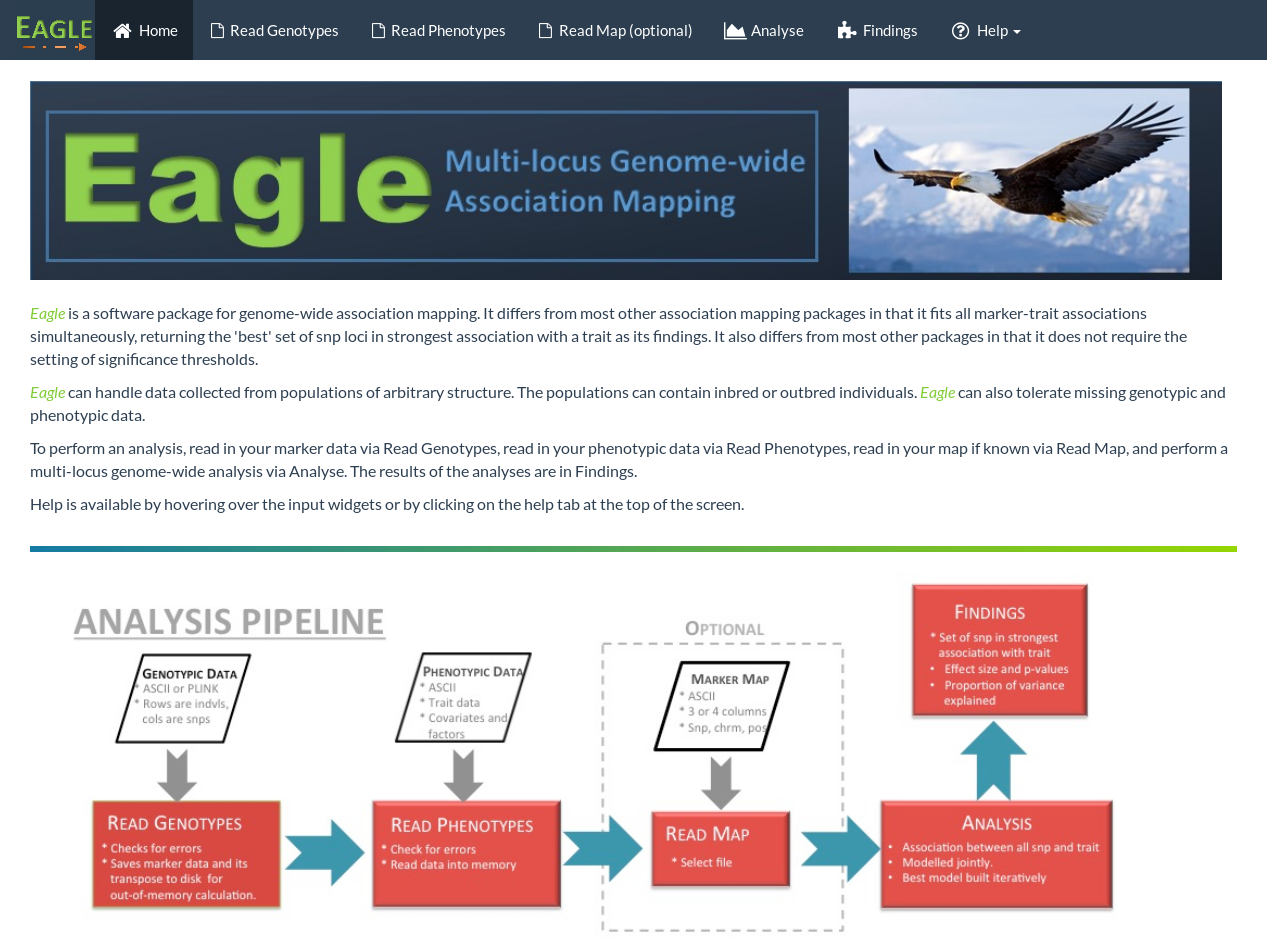 EAGLE
Home
Read Genotypes
Read Phenotypes
Read Map (optional)
Analyse
Findings
Help
Eagle
Multi-locus Genome-wide
Association Mapping
Eagle is a software package for genome-wide association mapping. It differs from most other association mapping packages in that it fits all marker-trait associations
simultaneously, returning the 'best' set of snp loci in strongest association with a trait as its findings. It also differs from most other packages in that it does not require the
setting of significance thresholds.
Eagle can handle data collected from populations of arbitrary structure. The populations can contain inbred or outbred individuals. Eagle can also tolerate missing genotypic and
phenotypic data.
To perform an analysis, read in your marker data via Read Genotypes, read in your phenotypic data via Read Phenotypes, read in your map if known via Read Map, and perform a
multi-locus genome-wide analysis via Analyse. The results of the analyses are in Findings.
Help is available by hovering over the input widgets or by clicking on the help tab at the top of the screen.
ANALYSIS PIPELINE
GENOTYPIC DATA
* ASCII or PLINK
* Rows are indvls,
cols are snps
PHENOTYPIC DATA
* ASCII
* Trait data
* Covariates and
factors
OPTIONAL
MARKER MAP
* ASCII
* 3 or 4 columns
* Snp, chrm, pos
FINDINGS
* Set of snp in strongest
association with trait
• Effect size and p-values
• Proportion of variance
explained
READ GENOTYPES
* Checks for errors
* Saves marker data and its
transpose to disk for
out-of-memory calculation.
READ PHENOTYPES
* Check for errors
* Read data into memory
READ MAP
* Select file
ANALYSIS
• Association between all snp and trait
• Modelled jointly.
• Best model built iteratively